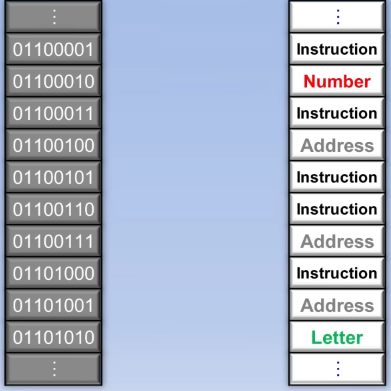 ⋮ ⋮
01100001 Instruction
01100010 Number
01100011 Instruction
01100100 Address
01100101 Instruction
01100110 Instruction
01100111 Address
01101000 Instruction
01101001 Address
01101010 Letter
⋮ ⋮